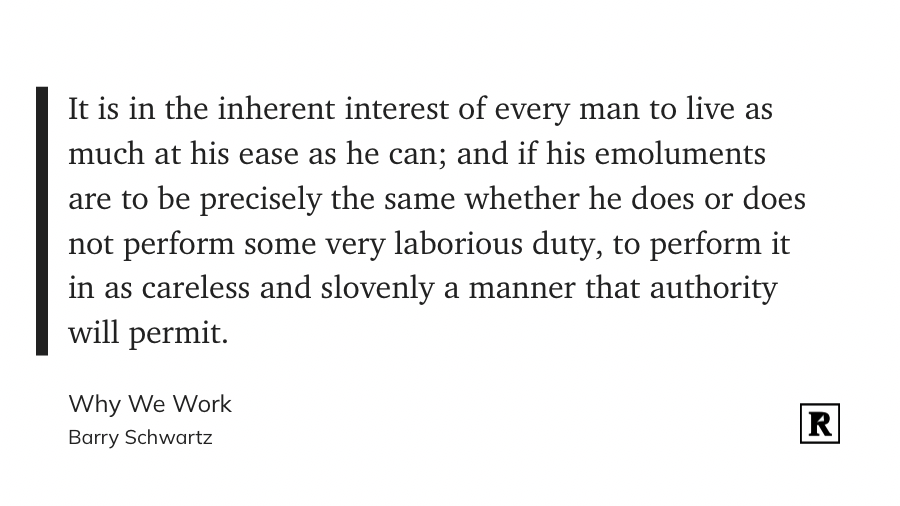 It is in the inherent interest of every man to live as
much at his ease as he can; and if his emoluments
are to be precisely the same whether he does or does
not perform some very laborious duty, to perform it
in as careless and slovenly a manner that authority
will permit.
Why We Work
Barry Schwartz
R